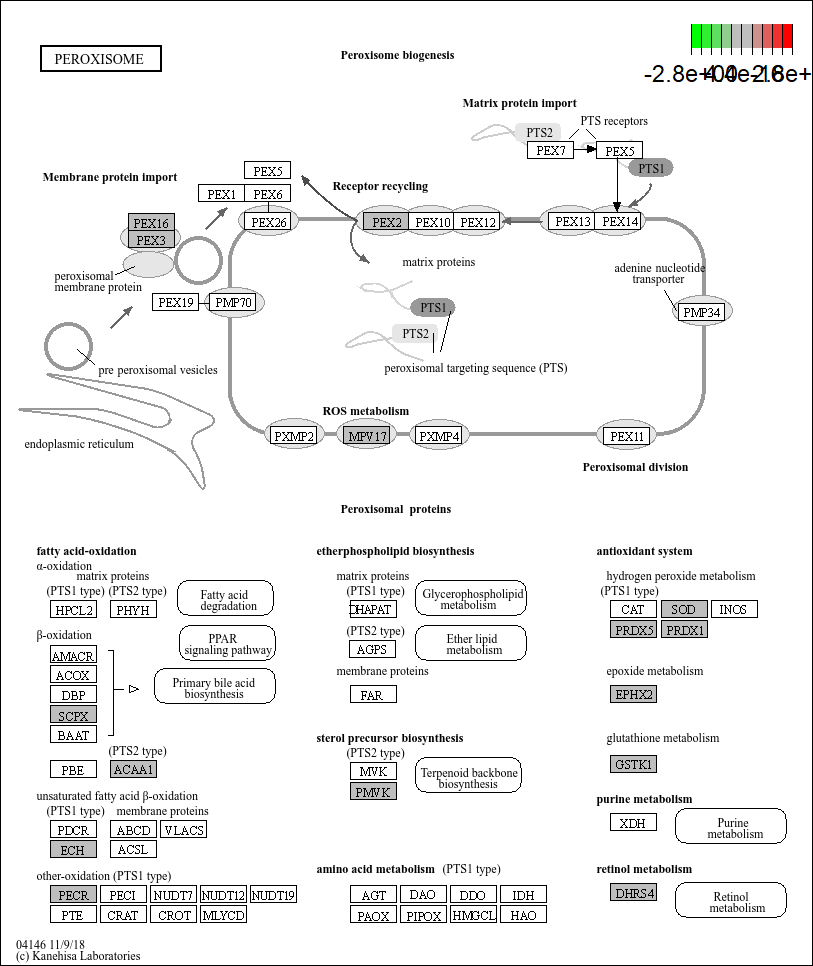 PEROXISOME
Peroxisome biogenesis
Matrix protein import
PTS2
PTS receptors
PEX7
PEX5
PTS1
PEX5
Membrane protein import
Receptor recycling
PEX1
PEX6
PEX16
PEX3
PEX26
PEX2
PEX10
PEX12
PEX13
PEX14
matrix proteins
adenine nucleotide
transporter
peroxisomal
membrane protein
PEX19
PMP70
PTS1
PMP34
PTS2
pre peroxisomal vesicles
peroxisomal targeting sequence (PTS)
ROS metabolism
endoplasmic reticulum
PXMP2
MPV17
PXMP4
PEX11
Peroxisomal division
Peroxisomal proteins
fatty acid-oxidation
α-oxidation
matrix proteins
(PTS1 type)
(PTS2 type)
HPCL2
PHYH
Fatty acid
degradation
β-oxidation
PPAR
signaling pathway
AMACR
ACOX
DBP
SCPX
BAAT
Primary bile acid
biosynthesis
(PTS2 type)
PBE
ACAA1
unsaturated fatty acid β-oxidation
(PTS1 type)
membrane proteins
PDCR
ABCD
VLACS
ECH
ACSL
other-oxidation (PTS1 type)
PECR
PECI
NUDT7
NUDT12
NUDT19
PTE
CRAT
CROT
MLYCD
etherphospholipid biosynthesis
matrix proteins
(PTS1 type)
DHAPAT
Glycerophospholipid
metabolism
(PTS2 type)
AGPS
Ether lipid
metabolism
membrane proteins
FAR
sterol precursor biosynthesis
(PTS2 type)
MVK
PMVK
Terpenoid backbone
biosynthesis
amino acid metabolism (PTS1 type)
AGT
DAO
DDO
IDH
PAOX
PIPOX
HMGCL
HAO
antioxidant system
hydrogen peroxide metabolism
(PTS1 type)
CAT
SOD
INOS
PRDX5
PRDX1
epoxide metabolism
EPHX2
glutathione metabolism
GSTK1
purine metabolism
XDH
Purine
metabolism
retinol metabolism
DHRS4
Retinol
metabolism
04146 11/9/18
(c) Kanehisa Laboratories